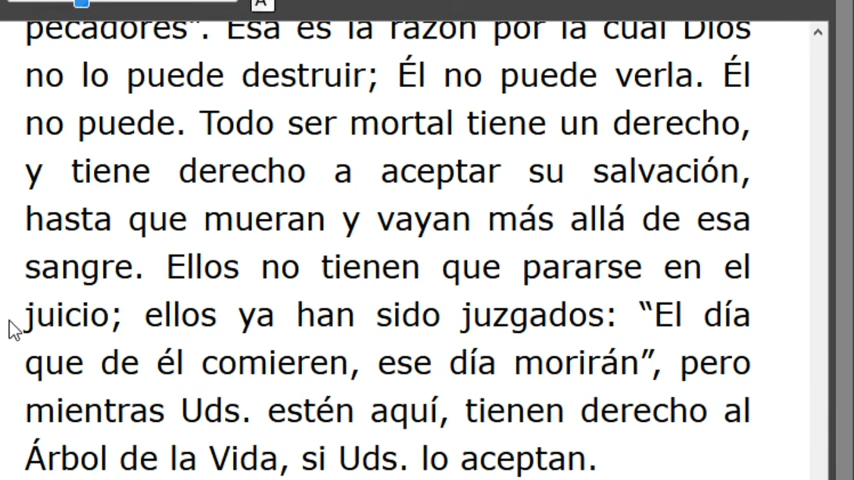 A
pecadores”. Esa es la razón por la cual Dios
no lo puede destruir; Él no puede verla. Él
no puede. Todo ser mortal tiene un derecho,
y tiene derecho a aceptar su salvación,
hasta que mueran y vayan más allá de esa
sangre. Ellos no tienen que pararse en el
juicio; ellos ya han sido juzgados: “El día
que de él comieren, ese día morirán”, pero
mientras Uds. estén aquí, tienen derecho al
Árbol de la Vida, si Uds. lo aceptan.